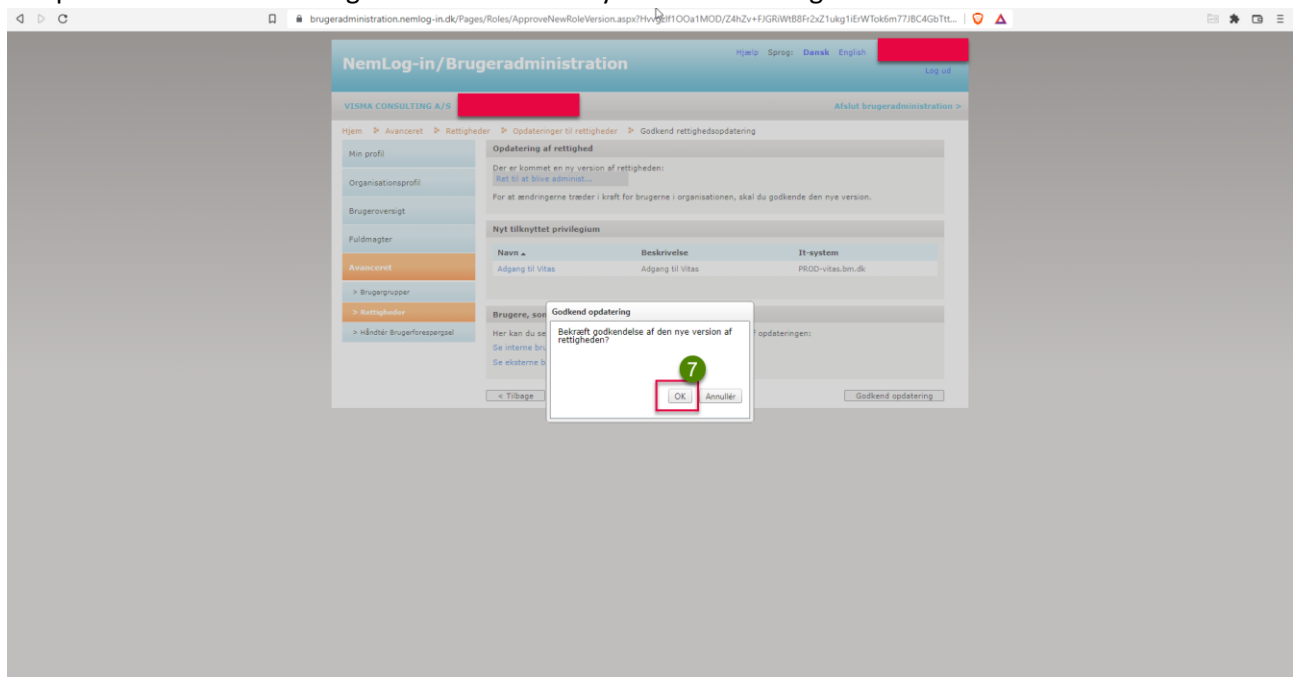 brugeradministration.nemlog-in.dk/Pages/Roles/ApproveNewRoleVersion.aspx?
Hjælp Sprog: Dansk English
NemLog-in/Brugeradministration
Log ud
VISMA CONSULTING A/S
Afslut brugeradministration >
Hjem Avanceret Rettigheder Opdateringer til rettigheder Godkend rettighedsopdatering
Min profil
Organisationsprofil
Brugeroversigt
Fuldmagter
Avanceret
> Brugergrupper
> Rettigheder
> Håndtér Brugerforespørgsel
Opdatering af rettighed
Der er kommet en ny version af rettigheden:
Ret til at blive administ...
For at ændringerne træder i kraft for brugerne i organisationen, skal du godkende den nye version.
Nyt tilknyttet privilegium
Navn Beskrivelse It-system
Adgang til Vitas Adgang til Vitas PROD-vitas.bm.dk
Brugere, som
Her kan du se opdateringen:
Se interne
Se eksterne
Godkend opdatering
Bekræft godkendelse af den nye version af
rettigheden?
7
OK Annullér
< Tilbage Godkend opdatering